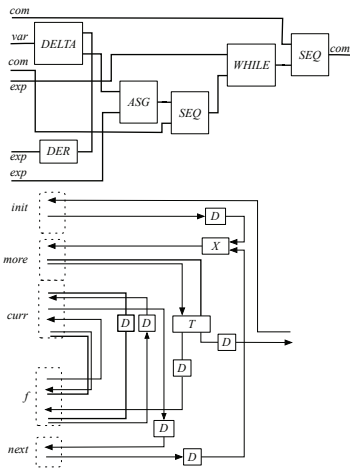 com
var
DELTA
com
exp
ASG
SEQ
WHILE
SEQ
com
exp
DER
exp
init
D
X
more
curr
D
D
T
D
D
f
D
next
D